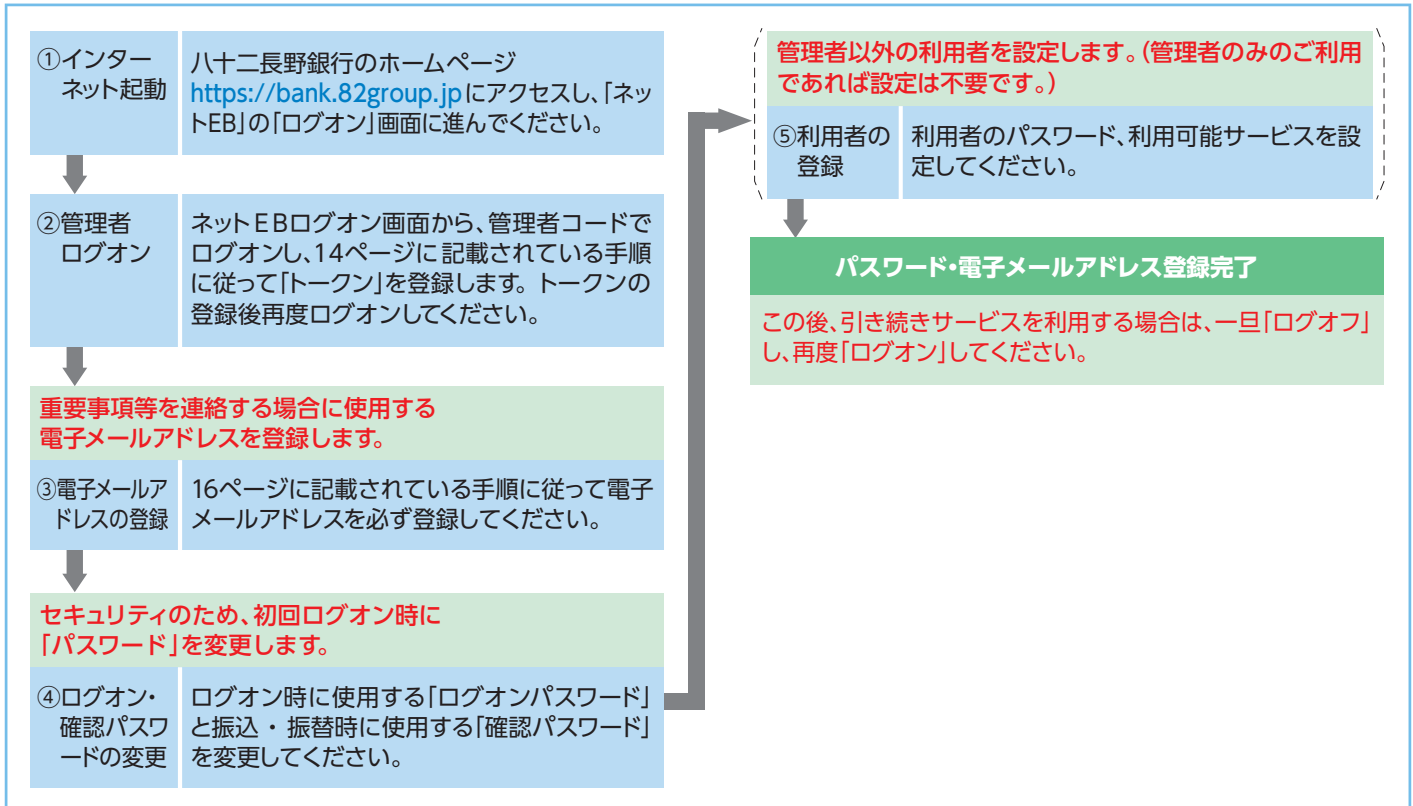 ①インター
ネット起動
八十二長野銀行のホームページ
https://bank.82group.jpにアクセスし、「ネッ
トEB」の「ログオン」画面に進んでください。
②管理者
ログオン
ネットEBログオン画面から、管理者コードで
ログオンし、14ページに記載されている手順
に従って「トークン」を登録します。トークンの
登録後再度ログオンしてください。
重要事項等を連絡する場合に使用する
電子メールアドレスを登録します。
③電子メールア
ドレスの登録
16ページに記載されている手順に従って電子
メールアドレスを必ず登録してください。
セキュリティのため、初回ログオン時に
「パスワード」を変更します。
④ログオン・
確認パスワ
ードの変更
ログオン時に使用する「ログオンパスワード」
と振込・振替時に使用する「確認パスワード」
を変更してください。
管理者以外の利用者を設定します。(管理者のみのご利用
であれば設定は不要です。)
⑤利用者の
登録
利用者のパスワード、利用可能サービスを設
定してください。
パスワード・電子メールアドレス登録完了
この後、引き続きサービスを利用する場合は、一旦「ログオフ」
し、再度「ログオン」してください。